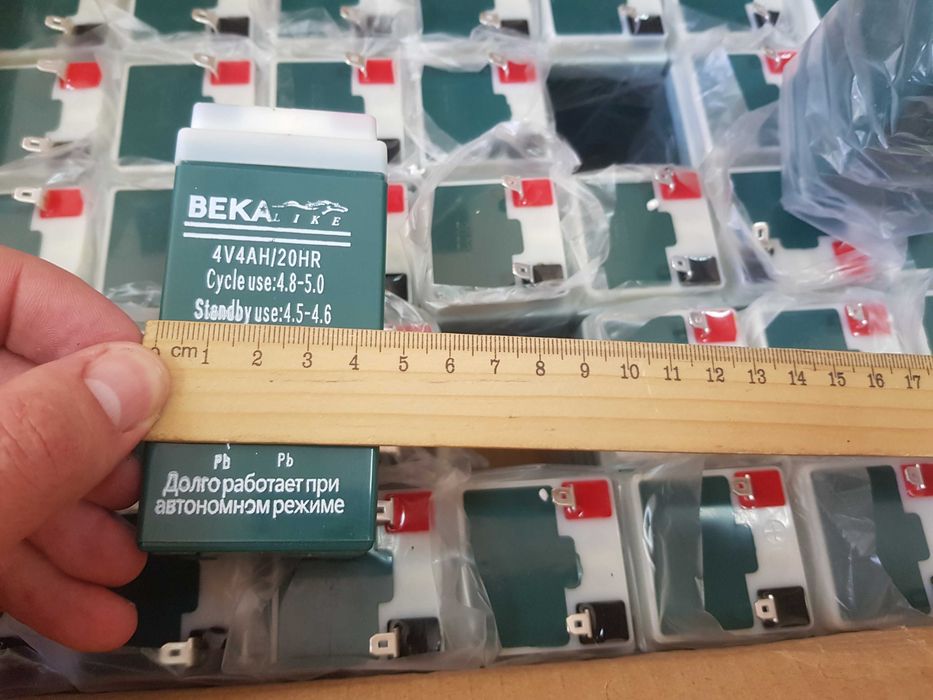 BEKA
LIKE
4V4AH/20HR
Cycle use:4.8-5.0
Standby use:4.5-4.6
0 cm 1 2 3 4 5 6 7 8 9 10 11 12 13 14 15 16 17
Pb Pb
Долго работает при
автономном режиме